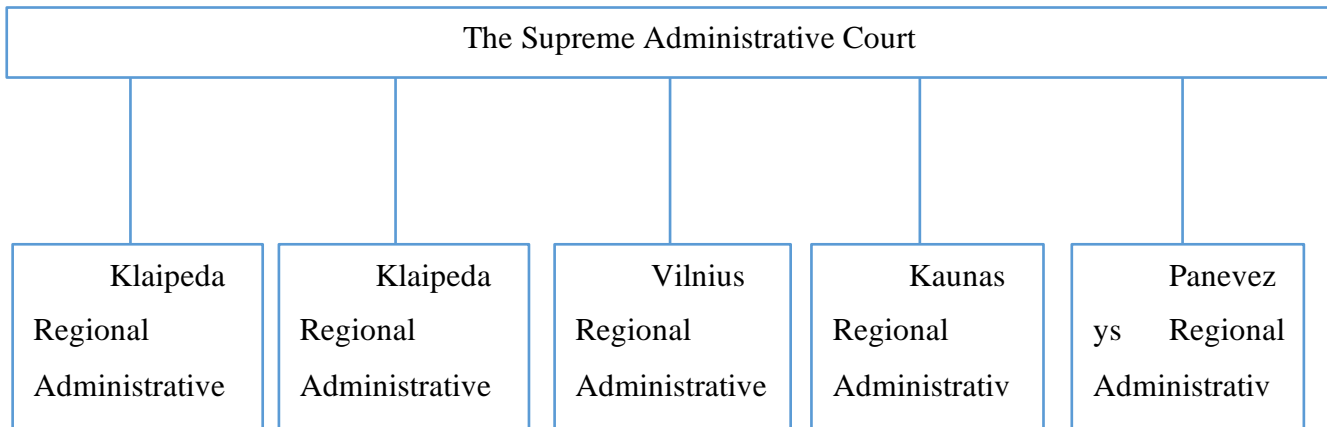 The Supreme Administrative Court
Klaipeda
Regional
Administrative
Klaipeda
Regional
Administrative
Vilnius
Regional
Administrative
Kaunas
Regional
Administrativ
Panevez
ys Regional
Administrativ